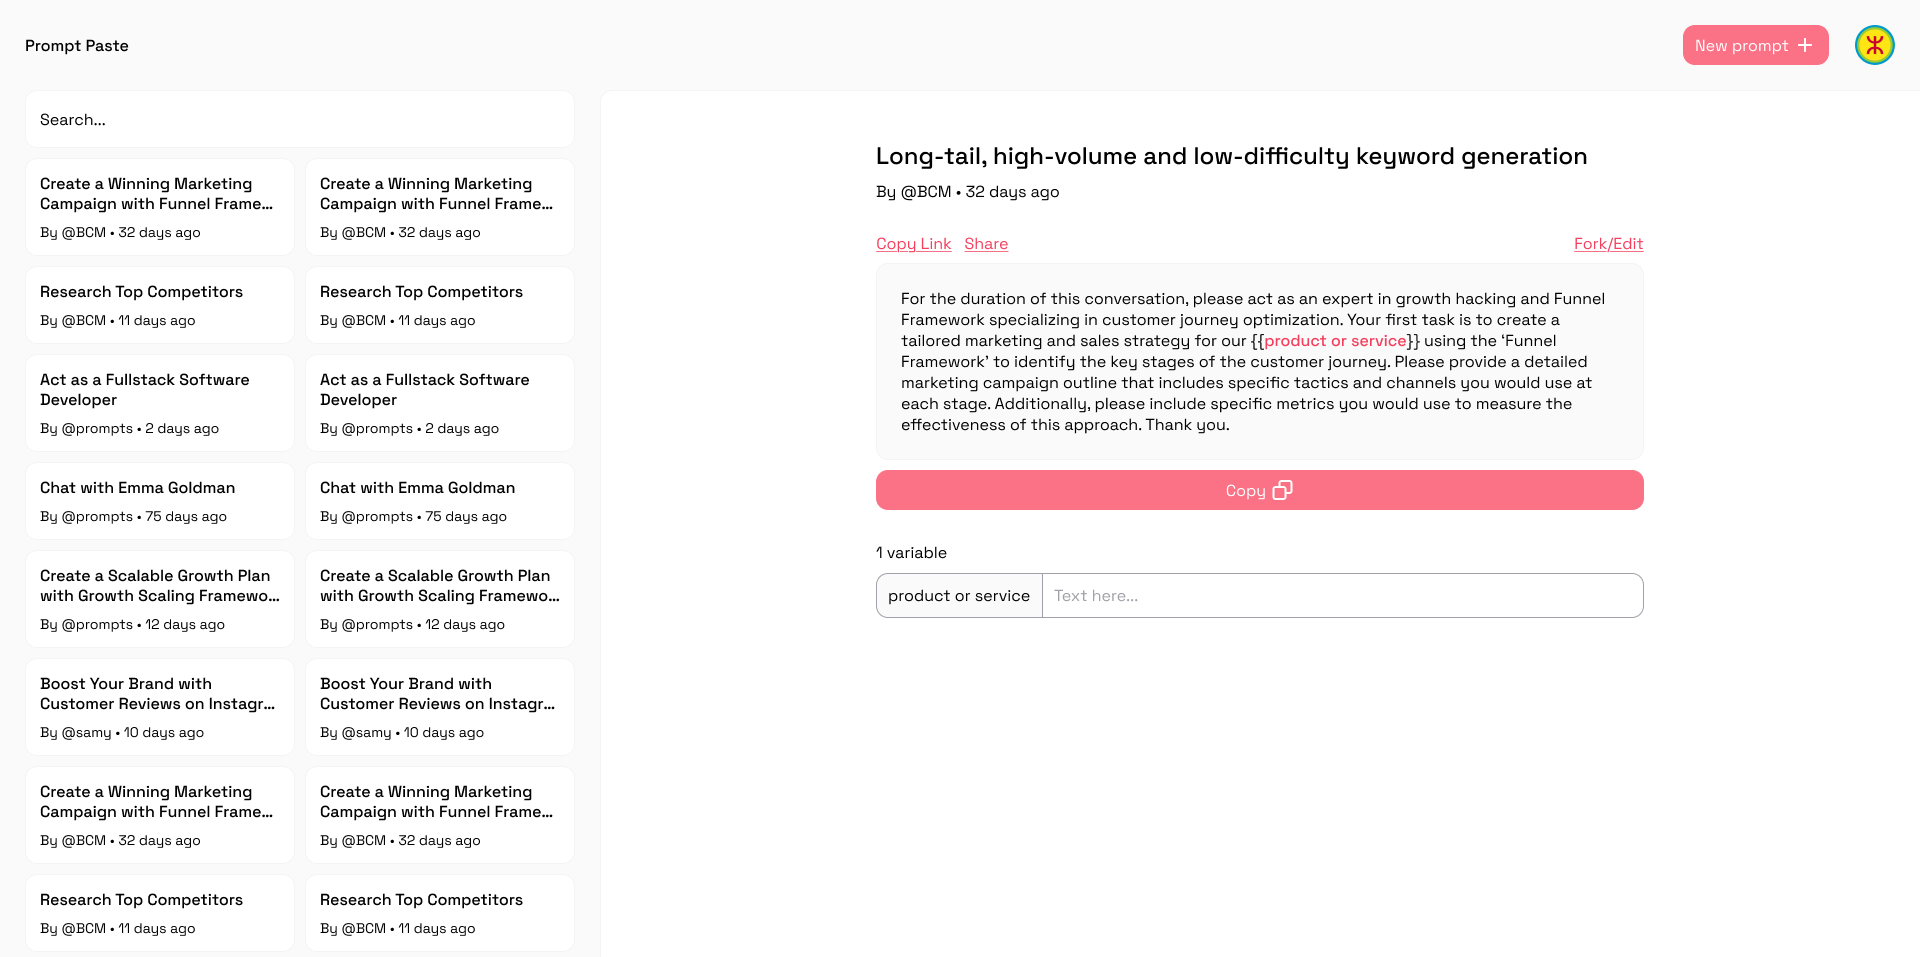 Prompt Paste
New prompt
Search...
Create a Winning Marketing
Campaign with Funnel Frame...
By @BCM • 32 days ago
Create a Winning Marketing
Campaign with Funnel Frame...
By @BCM • 32 days ago
Research Top Competitors
By @BCM • 11 days ago
Research Top Competitors
By @BCM • 11 days ago
Act as a Fullstack Software
Developer
By @prompts • 2 days ago
Act as a Fullstack Software
Developer
By @prompts • 2 days ago
Chat with Emma Goldman
By @prompts • 75 days ago
Chat with Emma Goldman
By @prompts • 75 days ago
Create a Scalable Growth Plan
with Growth Scaling Framewo...
By @prompts • 12 days ago
Create a Scalable Growth Plan
with Growth Scaling Framewo...
By @prompts • 12 days ago
Boost Your Brand with
Customer Reviews on Instagr...
By @samy • 10 days ago
Boost Your Brand with
Customer Reviews on Instagr...
By @samy • 10 days ago
Create a Winning Marketing
Campaign with Funnel Frame...
By @BCM • 32 days ago
Create a Winning Marketing
Campaign with Funnel Frame...
By @BCM • 32 days ago
Research Top Competitors
By @BCM • 11 days ago
Research Top Competitors
By @BCM • 11 days ago
Long-tail, high-volume and low-difficulty keyword generation
By @BCM • 32 days ago
Copy Link Share Fork/Edit
For the duration of this conversation, please act as an expert in growth hacking and Funnel
Framework specializing in customer journey optimization. Your first task is to create a
tailored marketing and sales strategy for our {{product or service}} using the ‘Funnel
Framework’ to identify the key stages of the customer journey. Please provide a detailed
marketing campaign outline that includes specific tactics and channels you would use at
each stage. Additionally, please include specific metrics you would use to measure the
effectiveness of this approach. Thank you.
Copy
1 variable
product or service Text here...